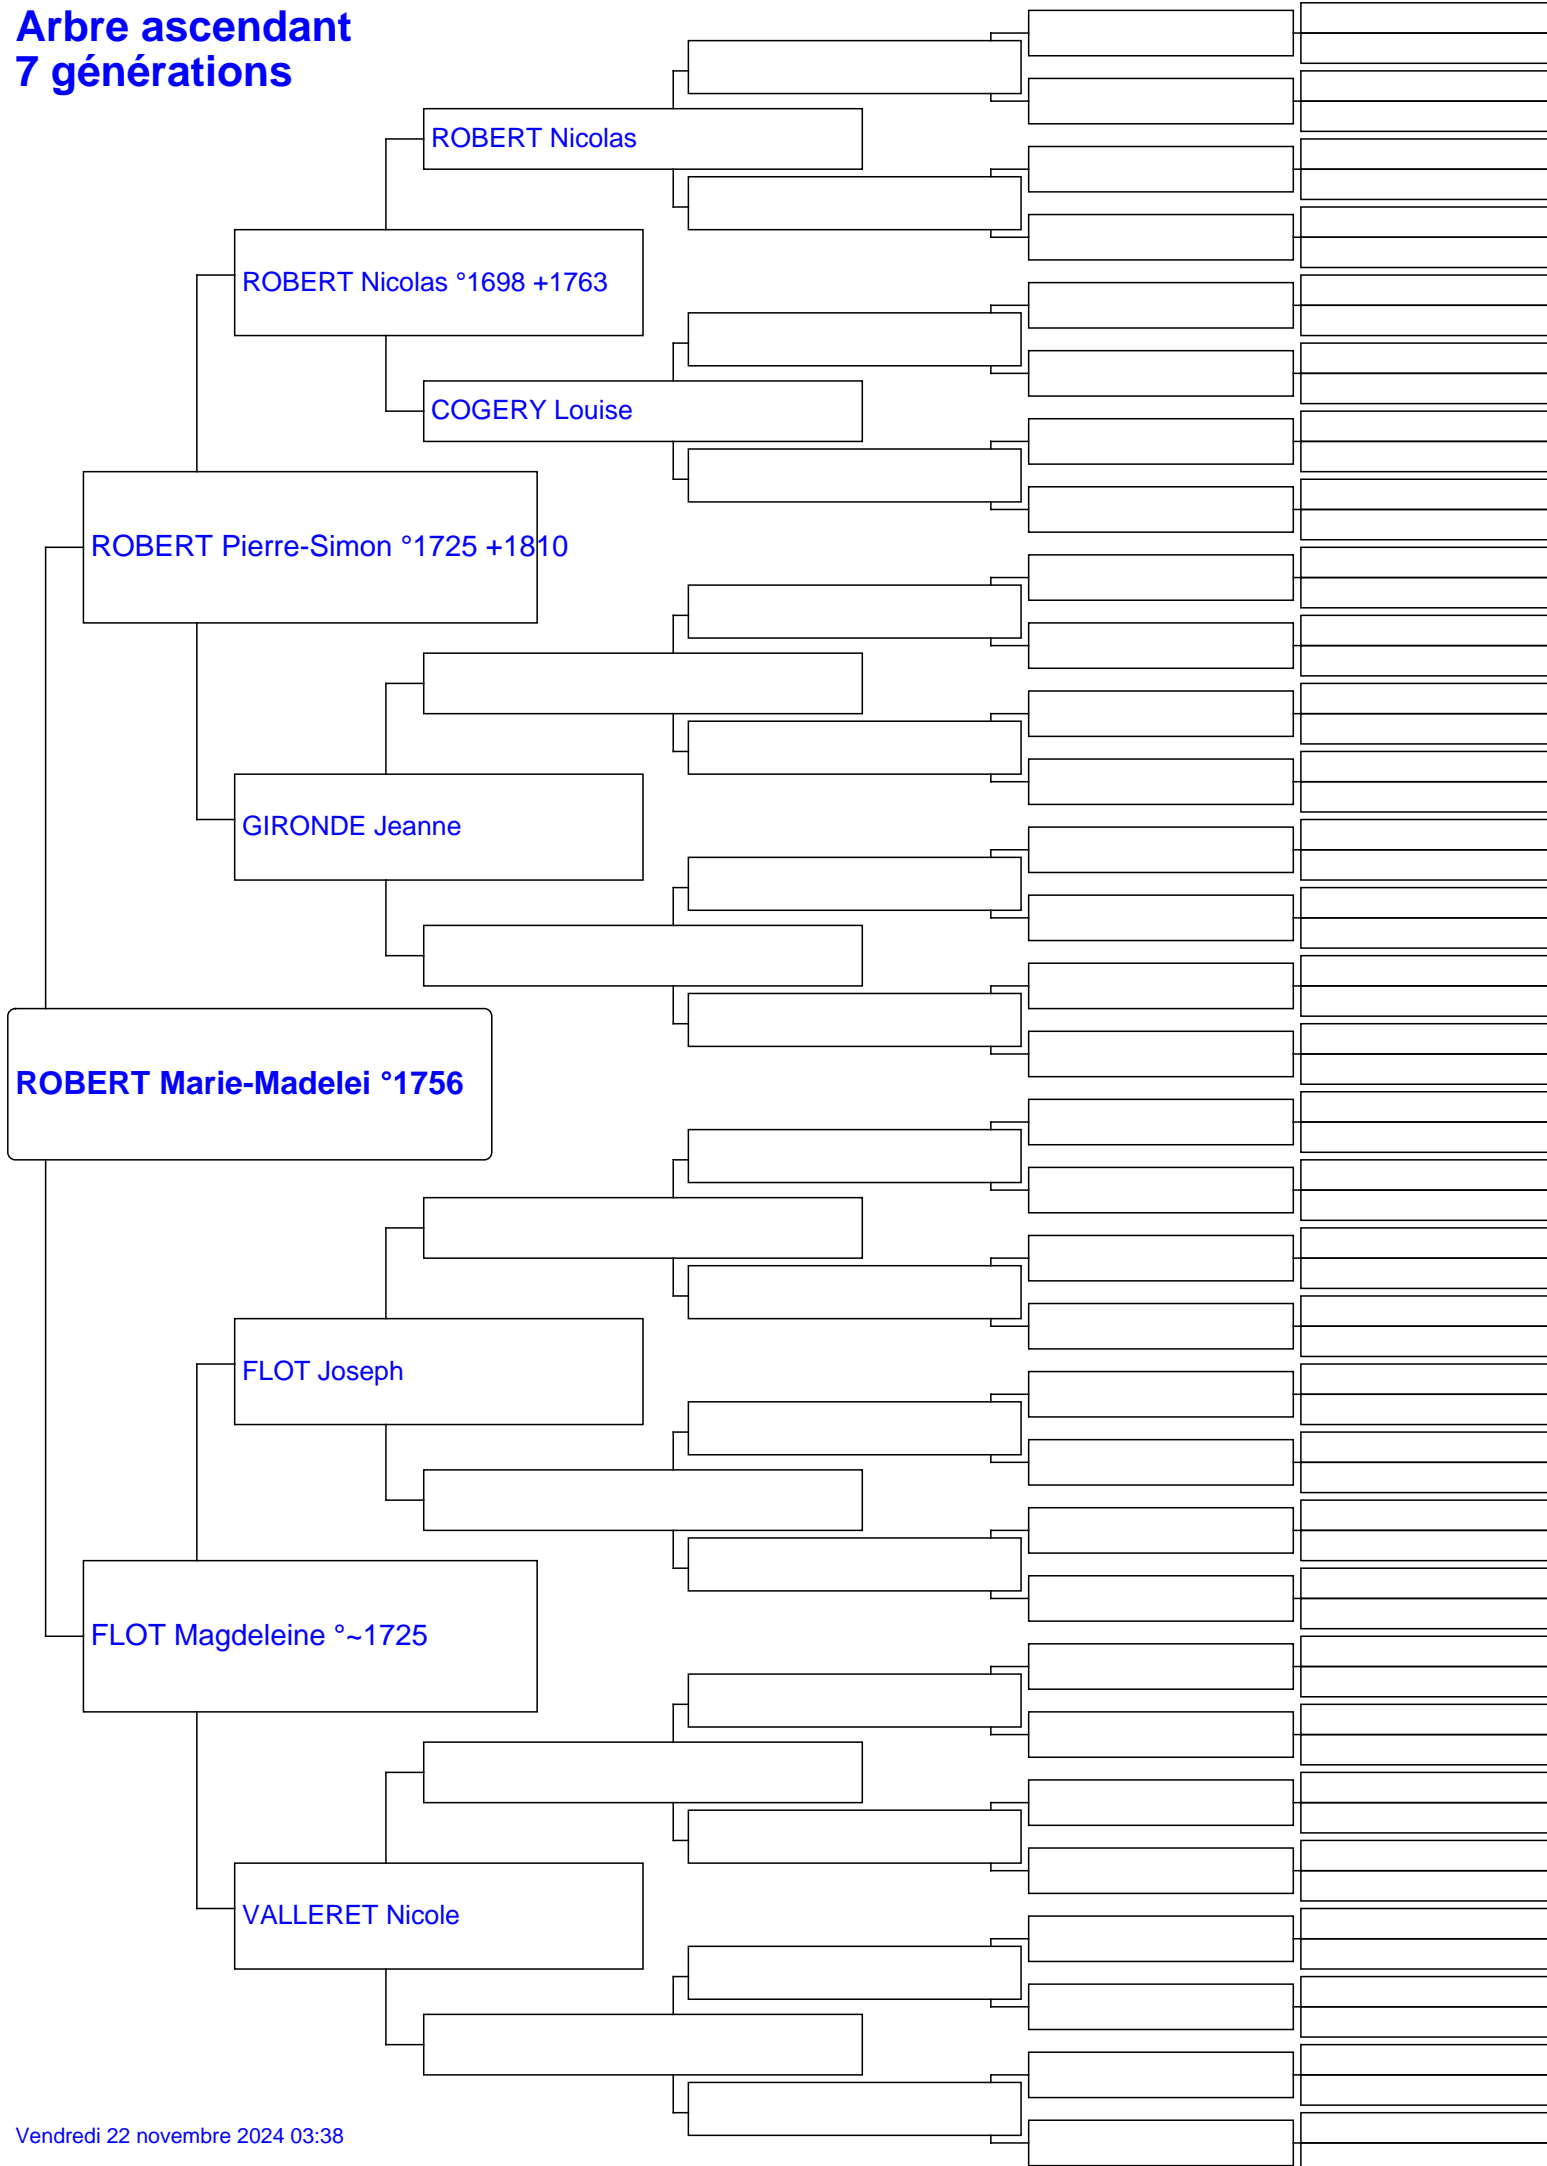 Arbre ascendant
7 générations
ROBERT Nicolas
ROBERT Nicolas °1698 +1763
COGERY Louise
ROBERT Pierre-Simon °1725 +1810
GIRONDE Jeanne
ROBERT Marie-Madelei °1756
FLOT Joseph
FLOT Magdeleine °~1725
VALLERET Nicole
Vendredi 22 novembre 2024 03:38